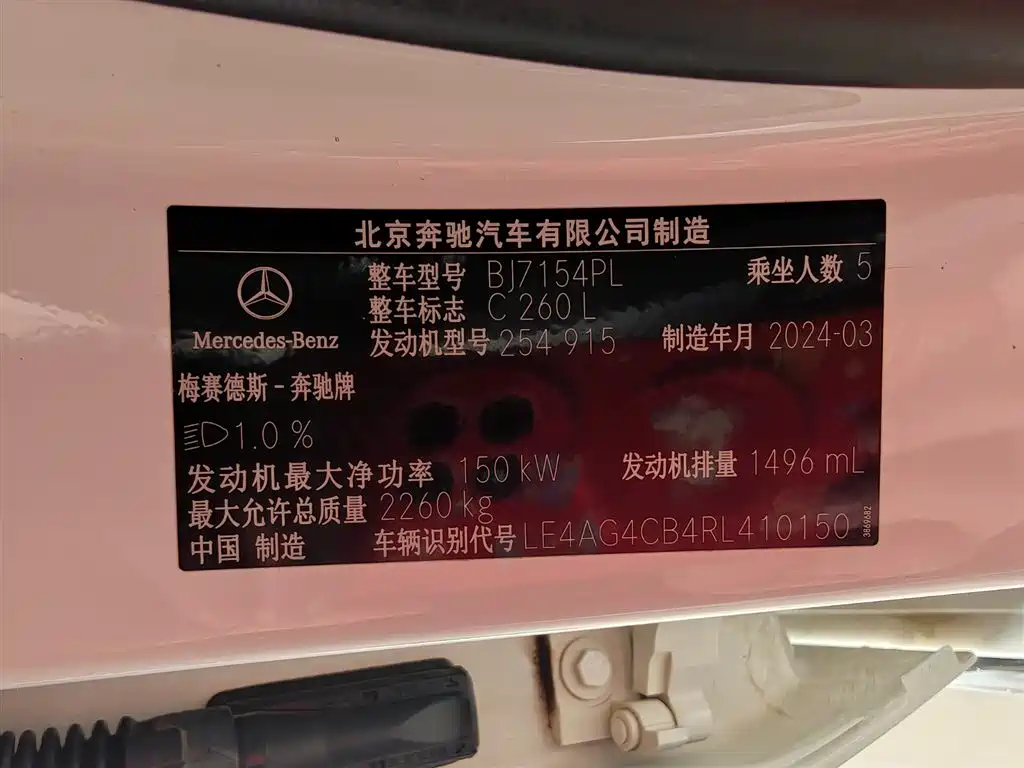 北京奔驰汽车有限公司制造
整车型号 BJ7154PL 乘坐人数 5
整车标志 C 260 L
Mercedes-Benz 发动机型号 254 915 制造年月 2024-03
梅赛德斯-奔驰牌
1.0 %
发动机最大净功率 150 kW 发动机排量 1496 mL
最大允许总质量 2260 kg
中国 制造 车辆识别代号 LE4AG4CB4RL410150
3869682